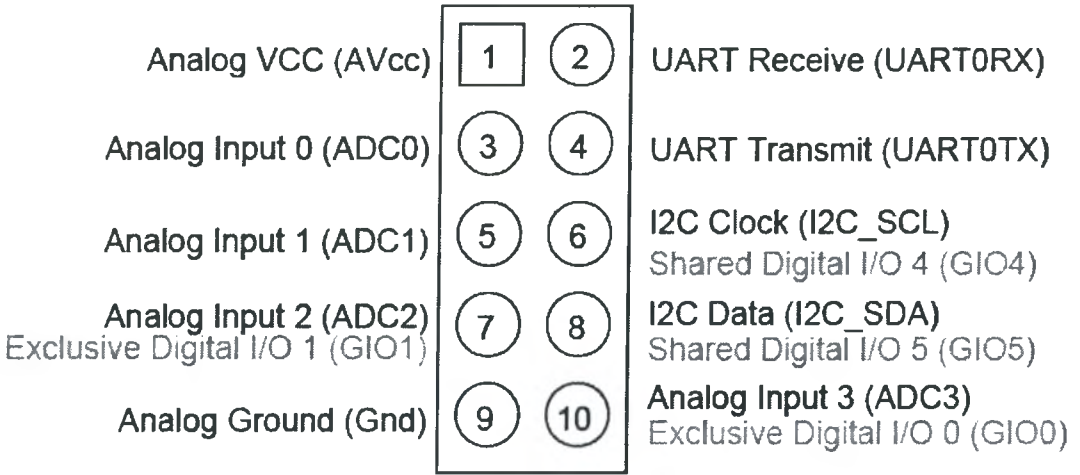 Analog VCC (AVcc) 1 2 UART Receive (UART0RX)
Analog Input 0 (ADC0) 3 4 UART Transmit (UART0TX)
Analog Input 1 (ADC1) 5 6 I2C Clock (I2C_SCL)
Shared Digital I/O 4 (GIO4)
Analog Input 2 (ADC2) 7 8 I2C Data (I2C_SDA)
Exclusive Digital I/O 1 (GIO1) Shared Digital I/O 5 (GIO5)
Analog Ground (Gnd) 9 10 Analog Input 3 (ADC3)
Exclusive Digital I/O 0 (GIO0)